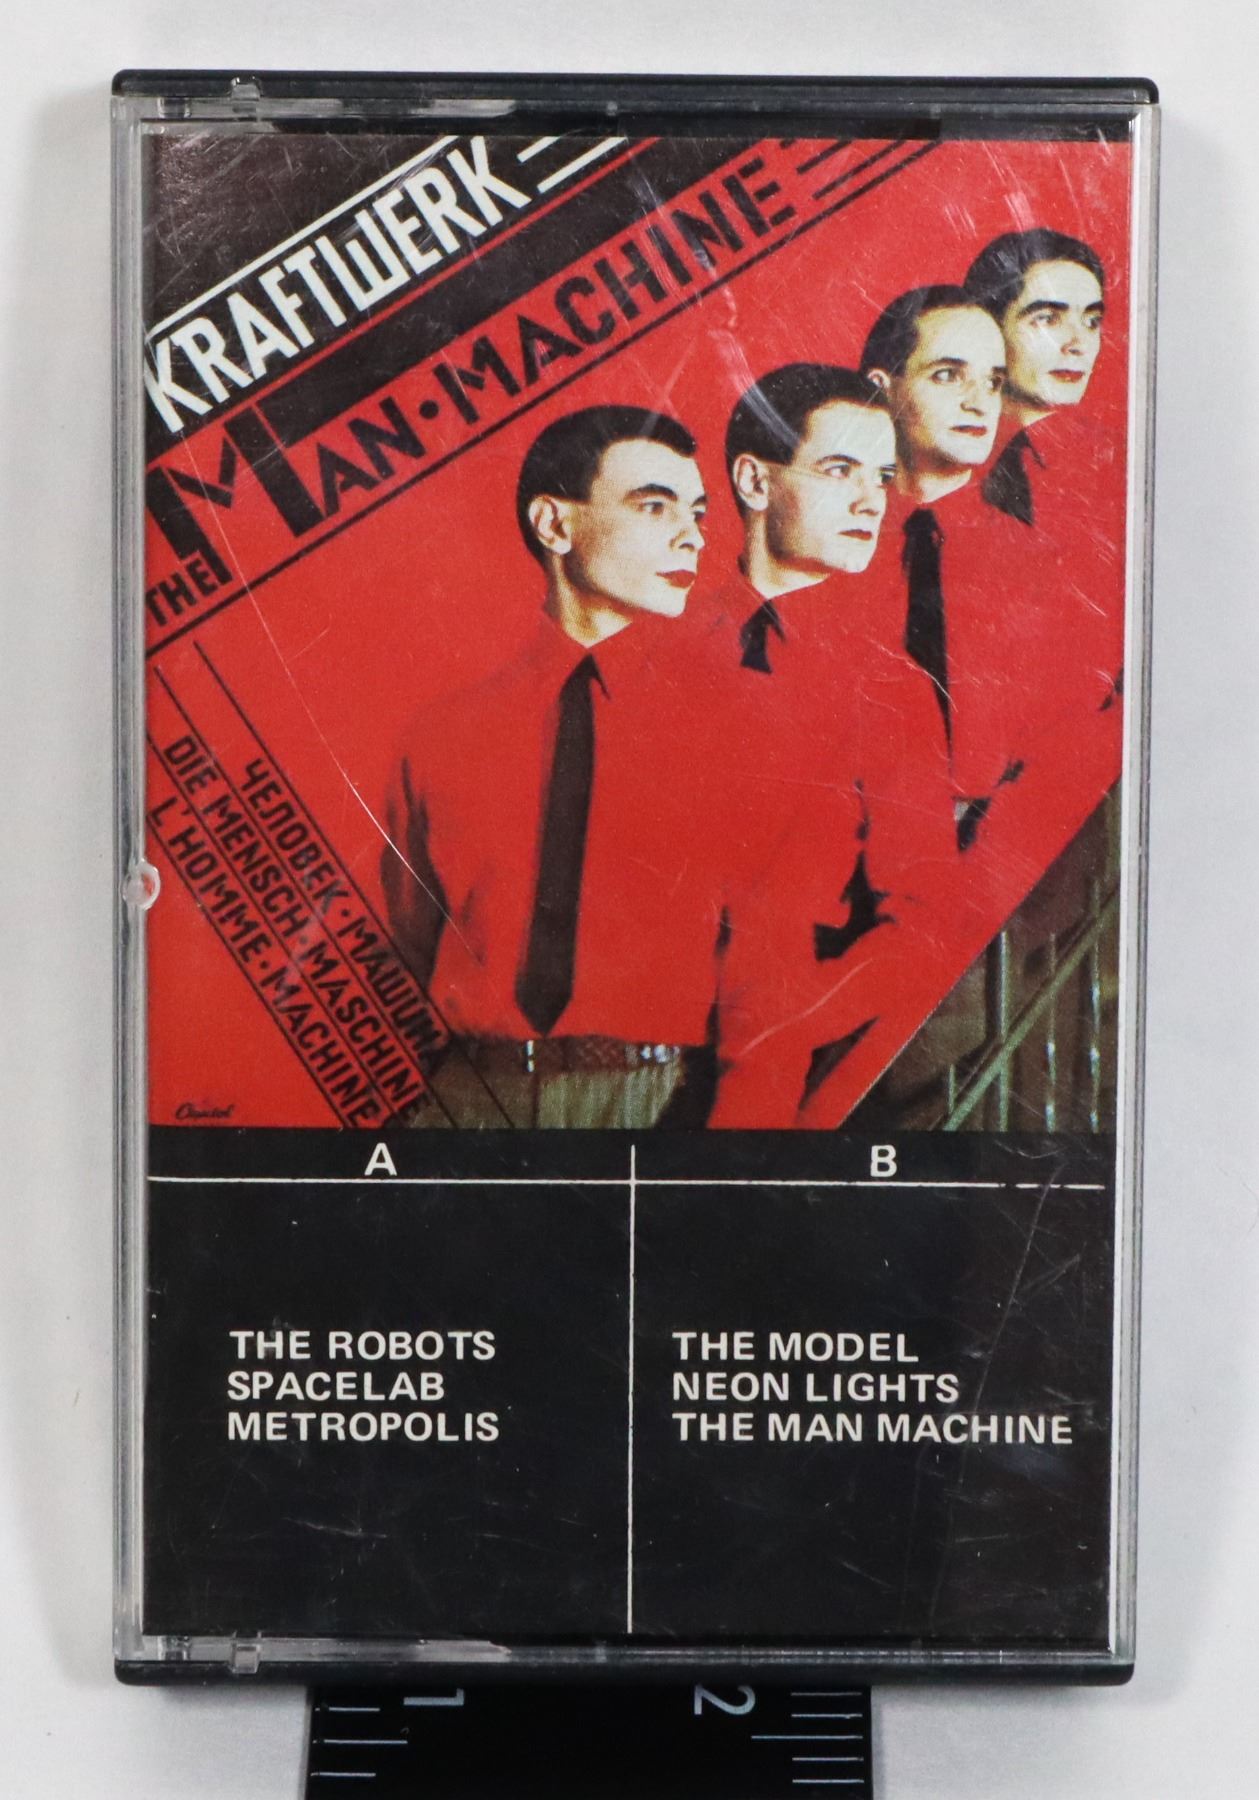 KRAFTWERK
THE MAN·MACHINE
ЧЕЛОВЕК·МАШИНА
DIE MENSCH·MASCHINE
L'HOMME·MACHINE
Capitol
A
B
THE ROBOTS
SPACELAB
METROPOLIS
THE MODEL
NEON LIGHTS
THE MAN MACHINE
1
2